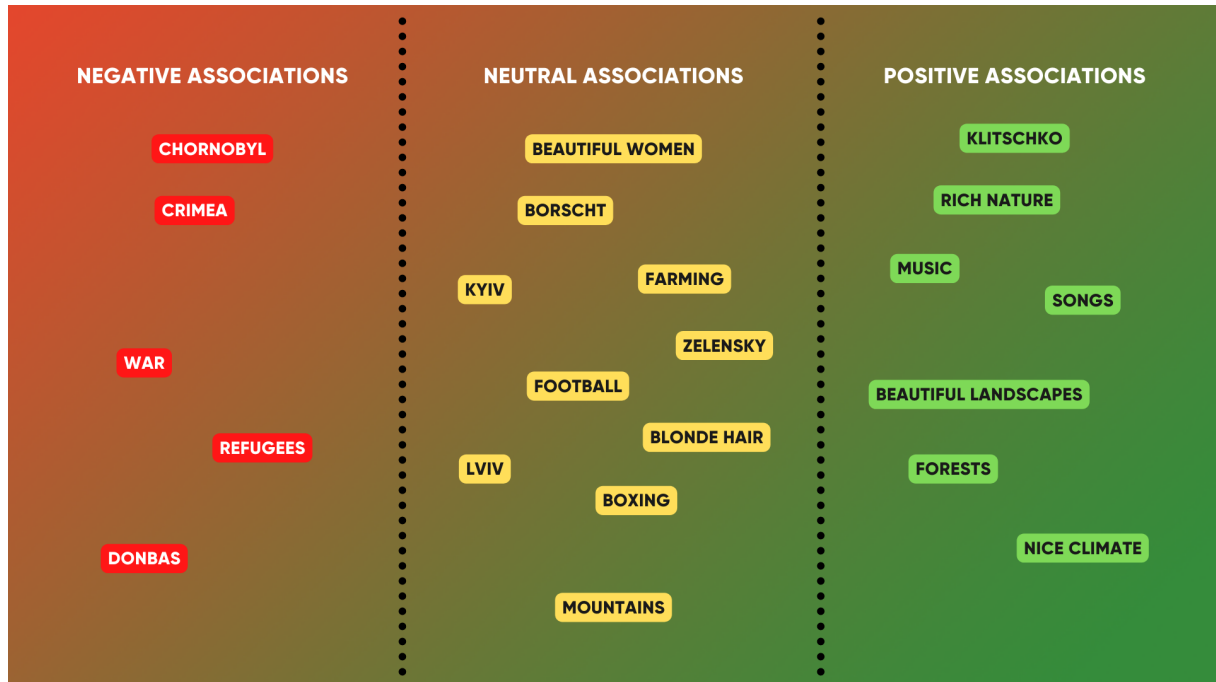 NEGATIVE ASSOCIATIONS
CHORNOBYL
CRIMEA
WAR
REFUGEES
DONBAS
NEUTRAL ASSOCIATIONS
BEAUTIFUL WOMEN
BORSCHT
FARMING
KYIV
ZELENSKY
FOOTBALL
BLONDE HAIR
LVIV
BOXING
MOUNTAINS
POSITIVE ASSOCIATIONS
KLITSCHKO
RICH NATURE
MUSIC
SONGS
BEAUTIFUL LANDSCAPES
FORESTS
NICE CLIMATE